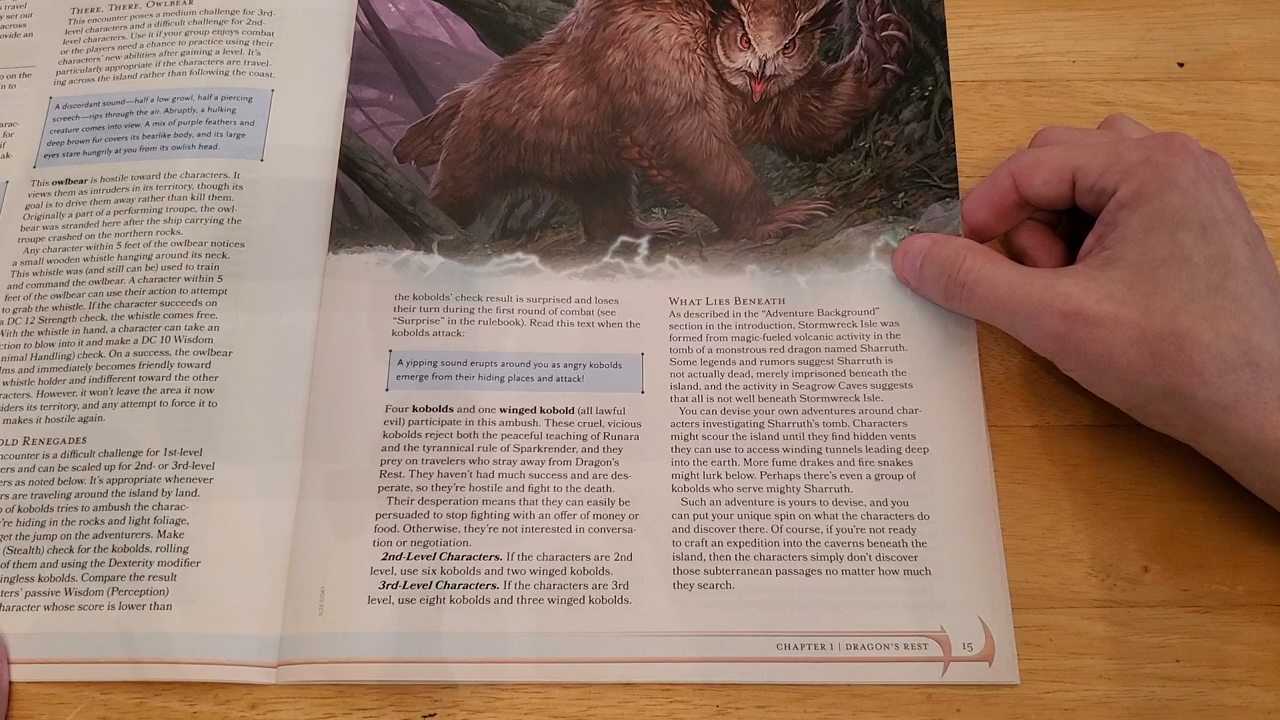 s travel
y set out
across
ovide an
o on the
n to
arac-
for
if
ak-
THERE, THERE, OWLBEAR
This encounter poses a medium challenge for 3rd-
level characters and a difficult challenge for 2nd-
level characters. Use it if your group enjoys combat
or the players need a chance to practice using their
characters' new abilities after gaining a level. It's
particularly appropriate if the characters are travel-
ing across the island rather than following the coast.
A discordant sound—half a low growl, half a piercing
screech—rips through the air. Abruptly, a hulking
creature comes into view. A mix of purple feathers and
deep brown fur covers its bearlike body, and its large
eyes stare hungrily at you from its owlish head.
This owlbear is hostile toward the characters. It
views them as intruders in its territory, though its
goal is to drive them away rather than kill them.
Originally a part of a performing troupe, the owl-
bear was stranded here after the ship carrying the
troupe crashed on the northern rocks.
Any character within 5 feet of the owlbear notices
a small wooden whistle hanging around its neck.
This whistle was (and still can be) used to train
and command the owlbear. A character within 5
feet of the owlbear can use their action to attempt
to grab the whistle. If the character succeeds on
a DC 12 Strength check, the whistle comes free.
With the whistle in hand, a character can take an
ction to blow into it and make a DC 10 Wisdom
nimal Handling) check. On a success, the owlbear
lms and immediately becomes friendly toward
whistle holder and indifferent toward the other
racters. However, it won't leave the area it now
siders its territory, and any attempt to force it to
makes it hostile again.
OLD RENEGADES
ncounter is a difficult challenge for 1st-level
ers and can be scaled up for 2nd- or 3rd-level
ers as noted below. It's appropriate whenever
rs are traveling around the island by land.
p of kobolds tries to ambush the charac-
're hiding in the rocks and light foliage,
get the jump on the adventurers. Make
(Stealth) check for the kobolds, rolling
of them and using the Dexterity modifier
ingless kobolds. Compare the result
ters' passive Wisdom (Perception)
haracter whose score is lower than
the kobolds' check result is surprised and loses
their turn during the first round of combat (see
"Surprise" in the rulebook). Read this text when the
kobolds attack:
A yipping sound erupts around you as angry kobolds
emerge from their hiding places and attack!
Four kobolds and one winged kobold (all lawful
evil) participate in this ambush. These cruel, vicious
kobolds reject both the peaceful teaching of Runara
and the tyrannical rule of Sparkrender, and they
prey on travelers who stray away from Dragon's
Rest. They haven't had much success and are des-
perate, so they're hostile and fight to the death.
Their desperation means that they can easily be
persuaded to stop fighting with an offer of money or
food. Otherwise, they're not interested in conversa-
tion or negotiation.
2nd-Level Characters. If the characters are 2nd
level, use six kobolds and two winged kobolds.
3rd-Level Characters. If the characters are 3rd
level, use eight kobolds and three winged kobolds.
WHAT LIES BENEATH
As described in the "Adventure Background"
section in the introduction, Stormwreck Isle was
formed from magic-fueled volcanic activity in the
tomb of a monstrous red dragon named Sharruth.
Some legends and rumors suggest Sharruth is
not actually dead, merely imprisoned beneath the
island, and the activity in Seagrow Caves suggests
that all is not well beneath Stormwreck Isle.
You can devise your own adventures around char-
acters investigating Sharruth's tomb. Characters
might scour the island until they find hidden vents
they can use to access winding tunnels leading deep
into the earth. More fume drakes and fire snakes
might lurk below. Perhaps there's even a group of
kobolds who serve mighty Sharruth.
Such an adventure is yours to devise, and you
can put your unique spin on what the characters do
and discover there. Of course, if you're not ready
to craft an expedition into the caverns beneath the
island, then the characters simply don't discover
those subterranean passages no matter how much
they search.
CHAPTER 1 | DRAGON'S REST 15